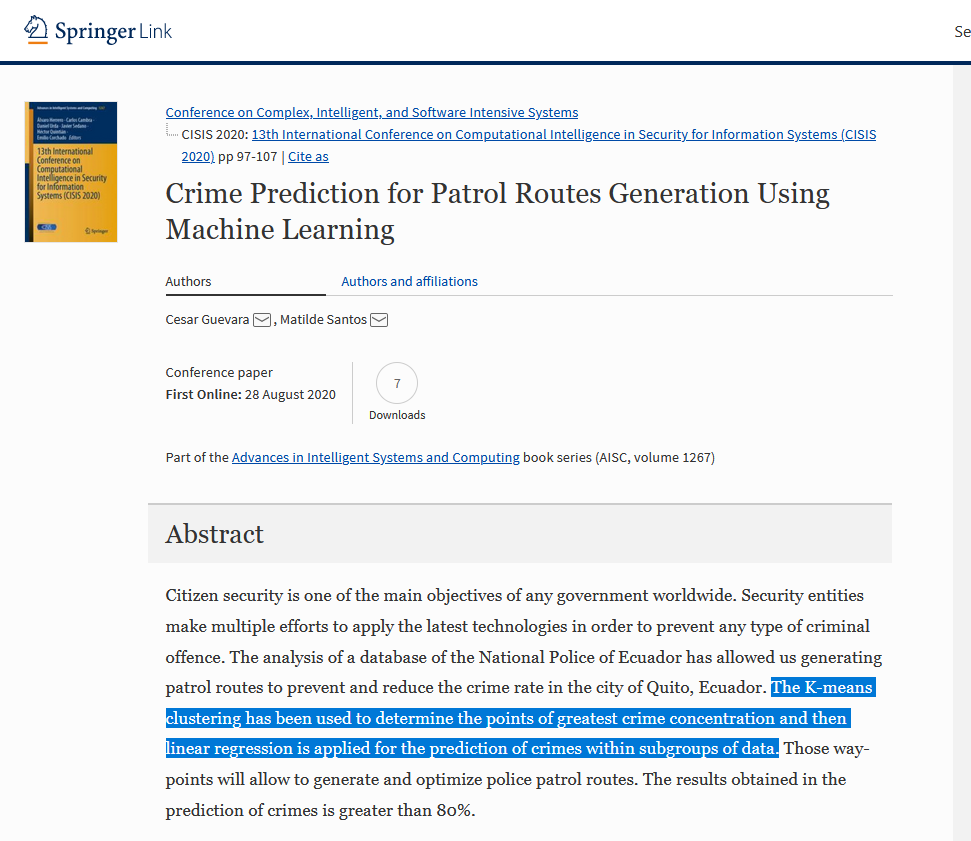 Springer Link
Se
Conference on Complex, Intelligent, and Software Intensive Systems
CISIS 2020: 13th International Conference on Computational Intelligence in Security for Information Systems (CISIS
2020) pp 97-107 | Cite as
Advances in Intelligent Systems and Computing
Álvaro Herrero · Carlos Cambra ·
Daniel Urda · Javier Sedano ·
Héctor Quintián ·
Emilio Corchado Editors
13th International
Conference on
Computational
Intelligence in Security
for Information
Systems (CISIS 2020)
Springer
Crime Prediction for Patrol Routes Generation Using
Machine Learning
Authors
Authors and affiliations
Cesar Guevara , Matilde Santos
Conference paper
First Online: 28 August 2020
7
Downloads
Part of the Advances in Intelligent Systems and Computing book series (AISC, volume 1267)
Abstract
Citizen security is one of the main objectives of any government worldwide. Security entities
make multiple efforts to apply the latest technologies in order to prevent any type of criminal
offence. The analysis of a database of the National Police of Ecuador has allowed us generating
patrol routes to prevent and reduce the crime rate in the city of Quito, Ecuador. The K-means
clustering has been used to determine the points of greatest crime concentration and then
linear regression is applied for the prediction of crimes within subgroups of data. Those way-
points will allow to generate and optimize police patrol routes. The results obtained in the
prediction of crimes is greater than 80%.